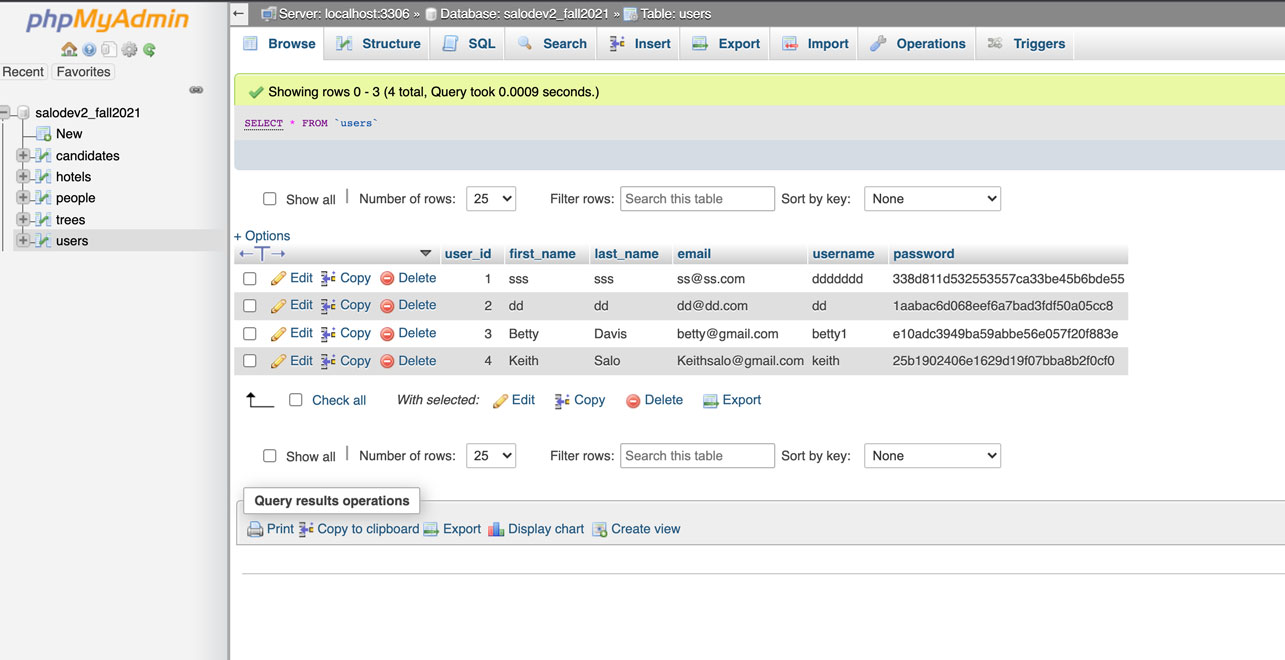 phpMyAdmin
Recent Favorites
salodev2_fall2021
New
candidates
hotels
people
trees
users
Server: localhost:3306 » Database: salodev2_fall2021 » Table: users
Browse Structure SQL Search Insert Export Import Operations Triggers
Showing rows 0 - 3 (4 total, Query took 0.0009 seconds.)
SELECT * FROM `users`
Show all Number of rows: 25 Filter rows: Search this table Sort by key: None
+ Options
user_id first_name last_name email username password
Edit Copy Delete 1 sss sss ss@ss.com ddddddd 338d811d532553557ca33be45b6bde55
Edit Copy Delete 2 dd dd dd@dd.com dd 1aabac6d068eef6a7bad3fdf50a05cc8
Edit Copy Delete 3 Betty Davis betty@gmail.com betty1 e10adc3949ba59abbe56e057f20f883e
Edit Copy Delete 4 Keith Salo Keithsalo@gmail.com keith 25b1902406e1629d19f07bba8b2f0cf0
Check all With selected: Edit Copy Delete Export
Show all Number of rows: 25 Filter rows: Search this table Sort by key: None
Query results operations
Print Copy to clipboard Export Display chart Create view